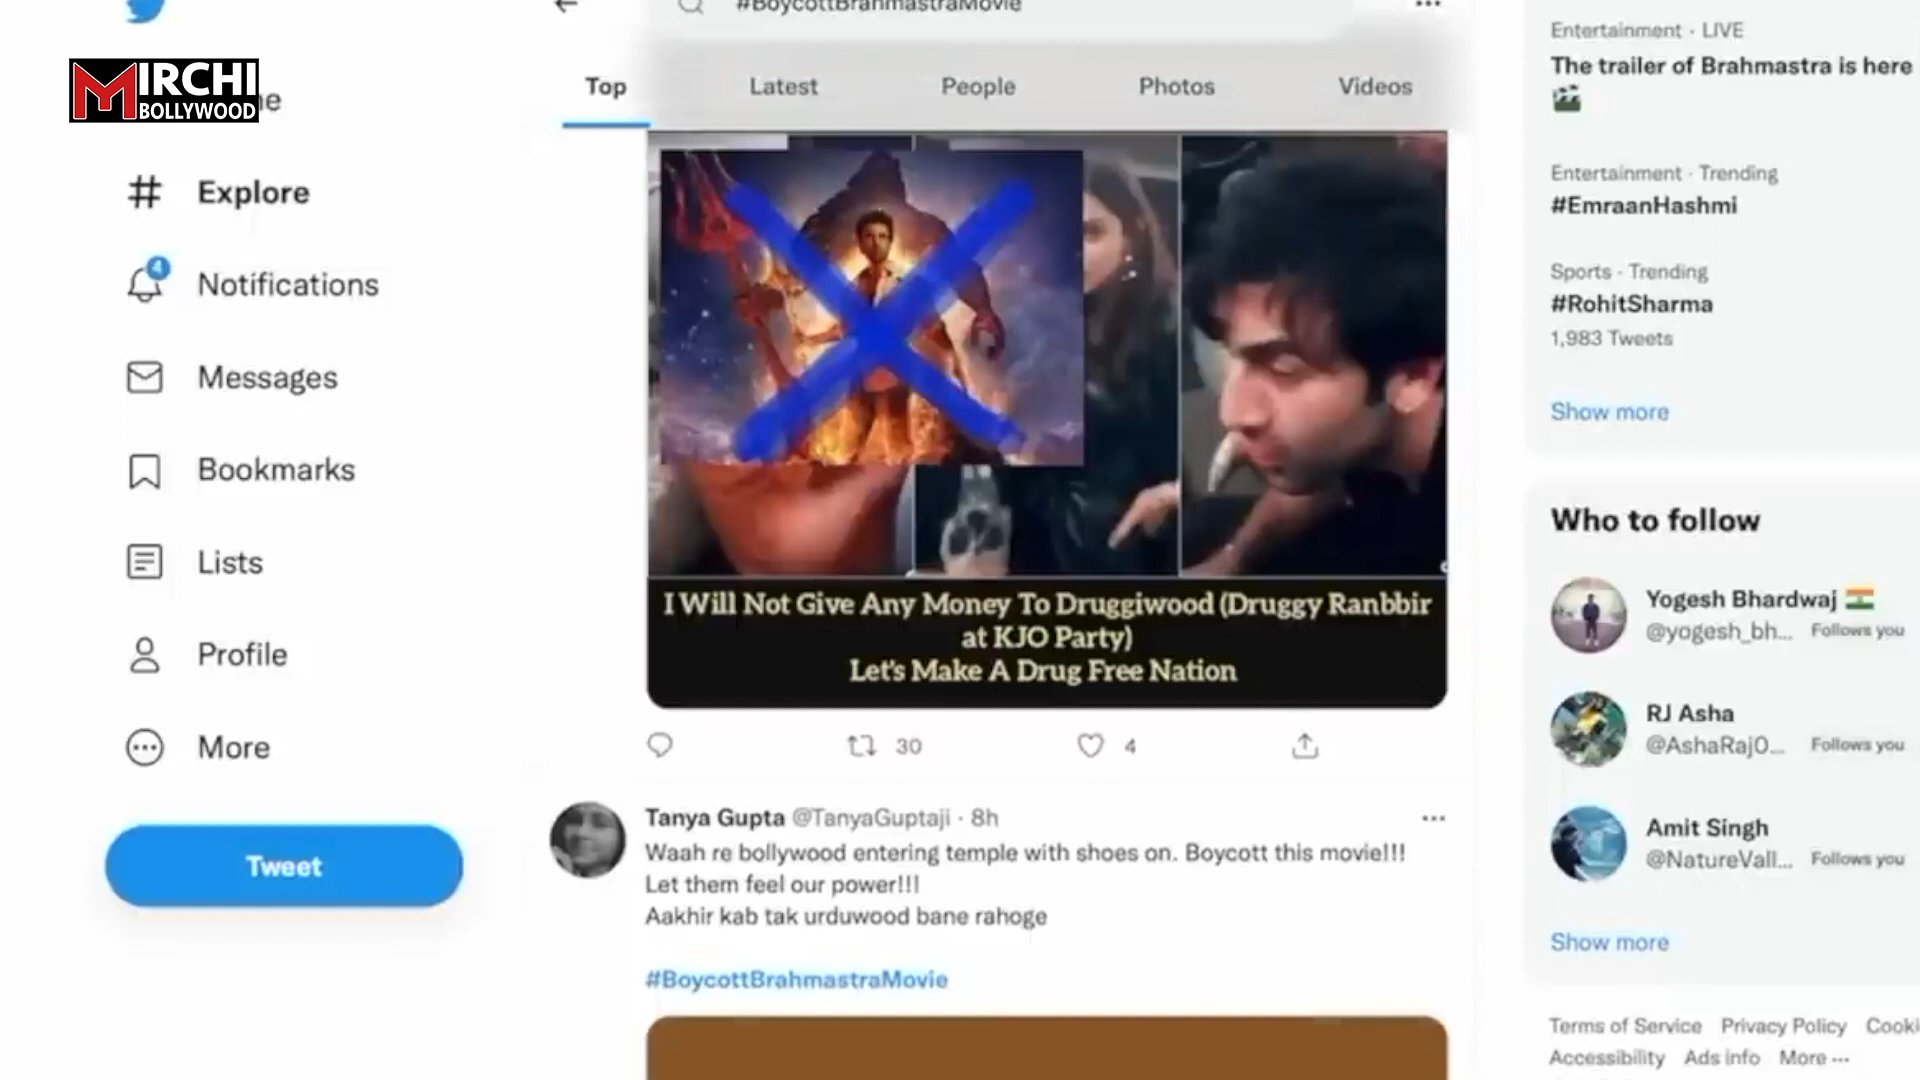 #BoycottBrahmastraMovie
MIRCHI
BOLLYWOOD
Explore
4
Notifications
Messages
Bookmarks
Lists
Profile
More
Tweet
Top
Latest
People
Photos
Videos
I Will Not Give Any Money To Druggiwood (Druggy Ranbbir
at KJO Party)
Let's Make A Drug Free Nation
30
4
Tanya Gupta @TanyaGuptaji · 8h
Waah re bollywood entering temple with shoes on. Boycott this movie!!!
Let them feel our power!!!
Aakhir kab tak urduwood bane rahoge
#BoycottBrahmastraMovie
Entertainment · LIVE
The trailer of Brahmastra is here
Entertainment · Trending
#EmraanHashmi
Sports · Trending
#RohitSharma
1,983 Tweets
Show more
Who to follow
Yogesh Bhardwaj
@yogesh_bh... Follows you
RJ Asha
@AshaRajO... Follows you
Amit Singh
@NatureVall... Follows you
Show more
Terms of Service Privacy Policy Cooki
Accessibility Ads info More ···